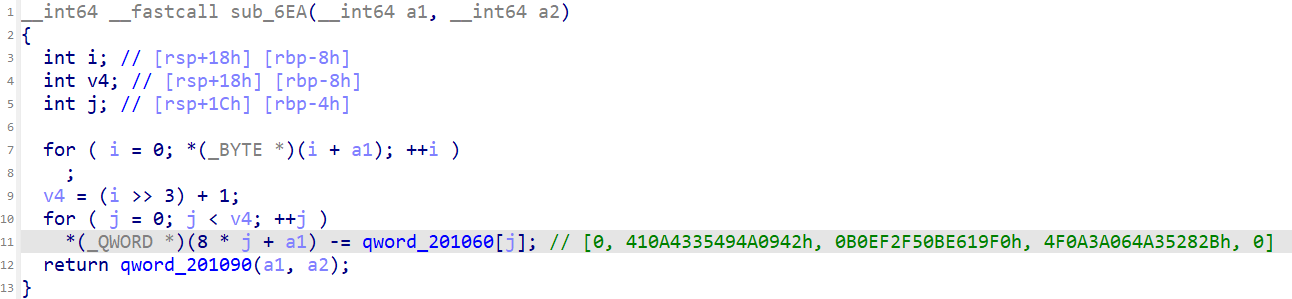 1 __int64 __fastcall sub_6EA(__int64 a1, __int64 a2)
2 {
3   int i; // [rsp+18h] [rbp-8h]
4   int v4; // [rsp+18h] [rbp-8h]
5   int j; // [rsp+1Ch] [rbp-4h]
6
7   for ( i = 0; *(_BYTE *)(i + a1); ++i )
8     ;
9   v4 = (i >> 3) + 1;
10   for ( j = 0; j < v4; ++j )
11     *(_QWORD *)(8 * j + a1) -= qword_201060[j]; // [0, 410A4335494A0942h, 0B0EF2F50BE619F0h, 4F0A3A064A35282Bh, 0]
12   return qword_201090(a1, a2);
13 }